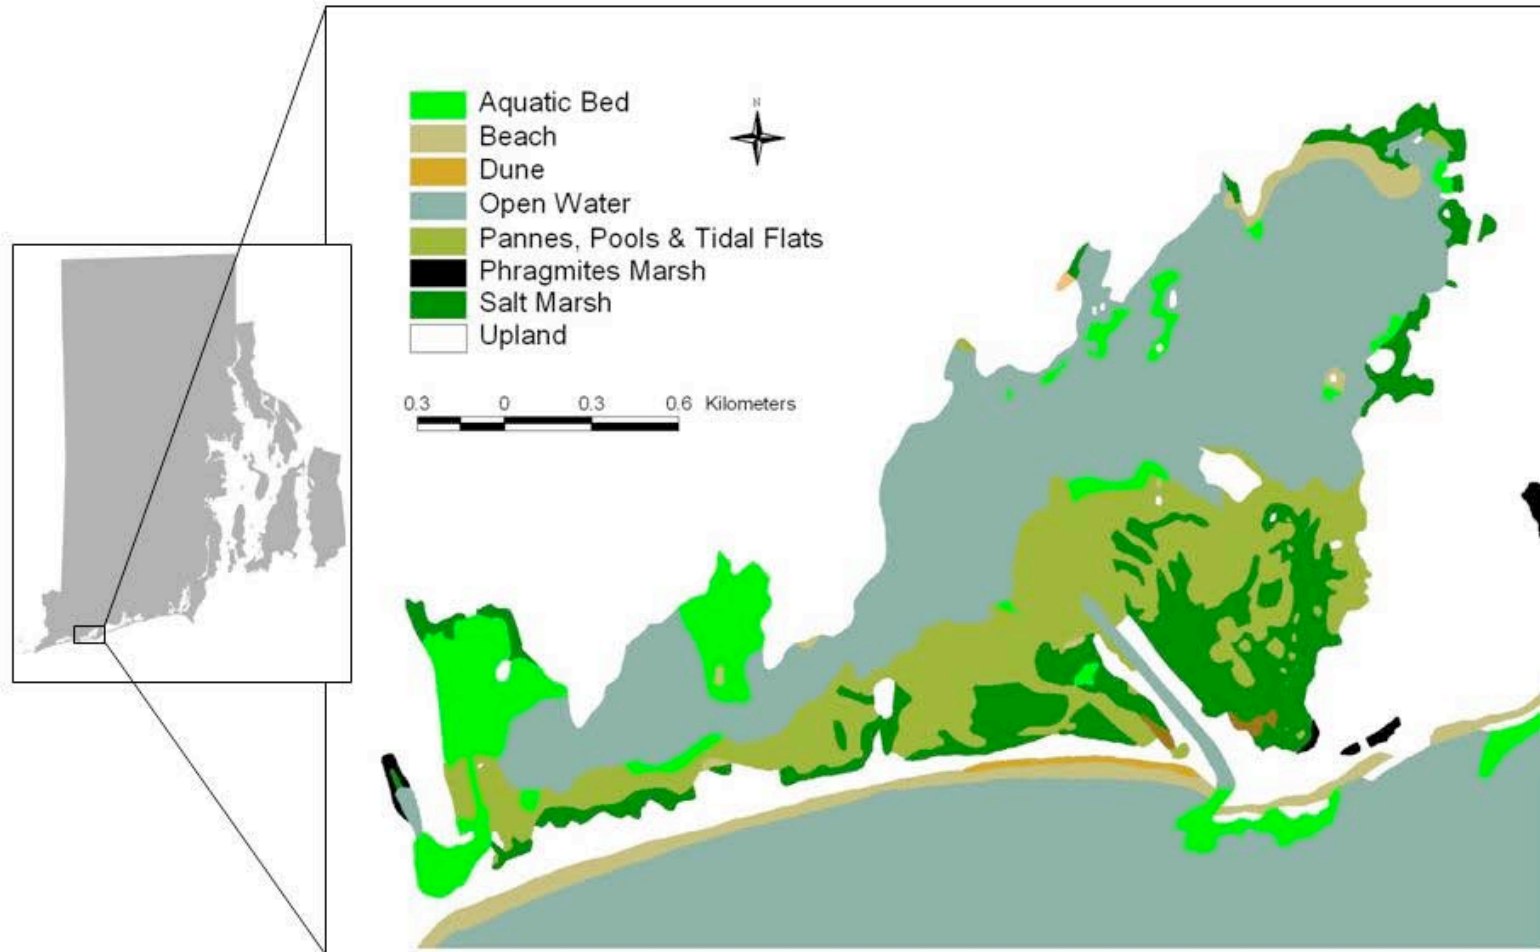 N
Aquatic Bed
Beach
Dune
Open Water
Pannes, Pools & Tidal Flats
Phragmites Marsh
Salt Marsh
Upland
0.3 0 0.3 0.6 Kilometers